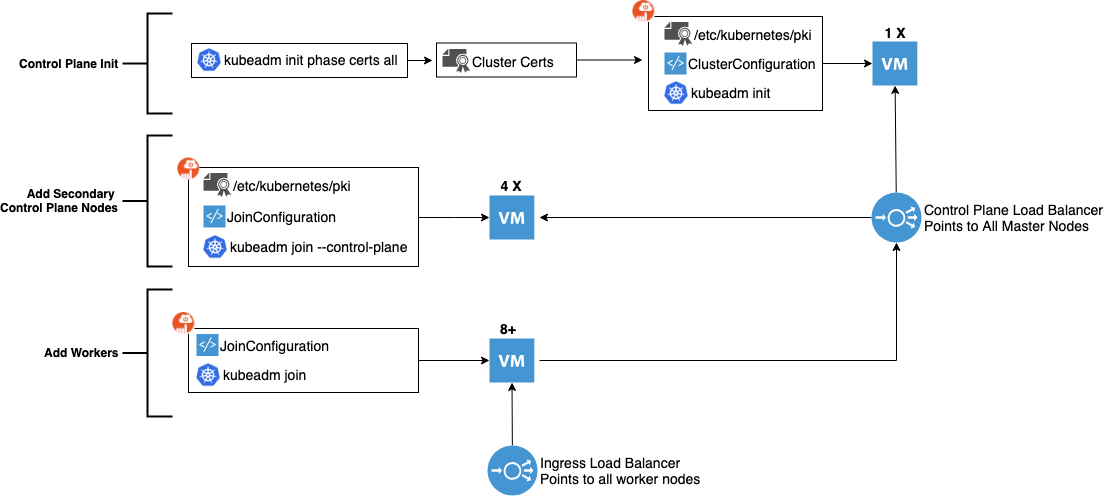 1 X
/etc/kubernetes/pki
Control Plane Init
kubeadm init phase certs all
Cluster Certs
</> ClusterConfiguration
VM
kubeadm init
Add Secondary
Control Plane Nodes
/etc/kubernetes/pki
4 X
</> JoinConfiguration
VM
kubeadm join --control-plane
Control Plane Load Balancer
Points to All Master Nodes
Add Workers
8+
</> JoinConfiguration
VM
kubeadm join
Ingress Load Balancer
Points to all worker nodes